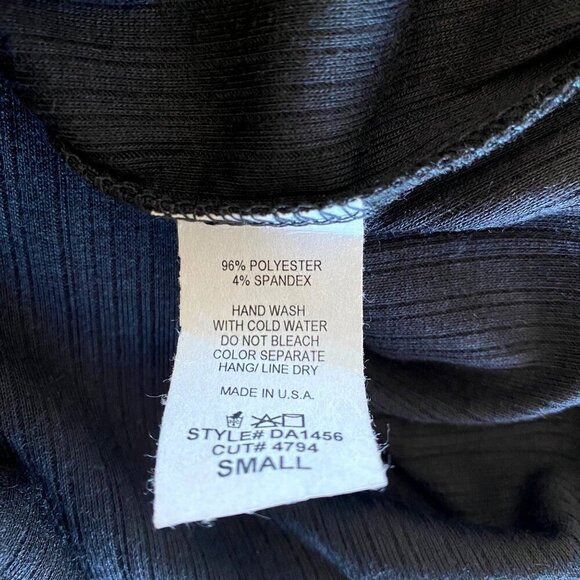 96% POLYESTER
4% SPANDEX
HAND WASH
WITH COLD WATER
DO NOT BLEACH
COLOR SEPARATE
HANG/ LINE DRY
MADE IN U.S.A.
STYLE# DA1456
CUT# 4794
SMALL